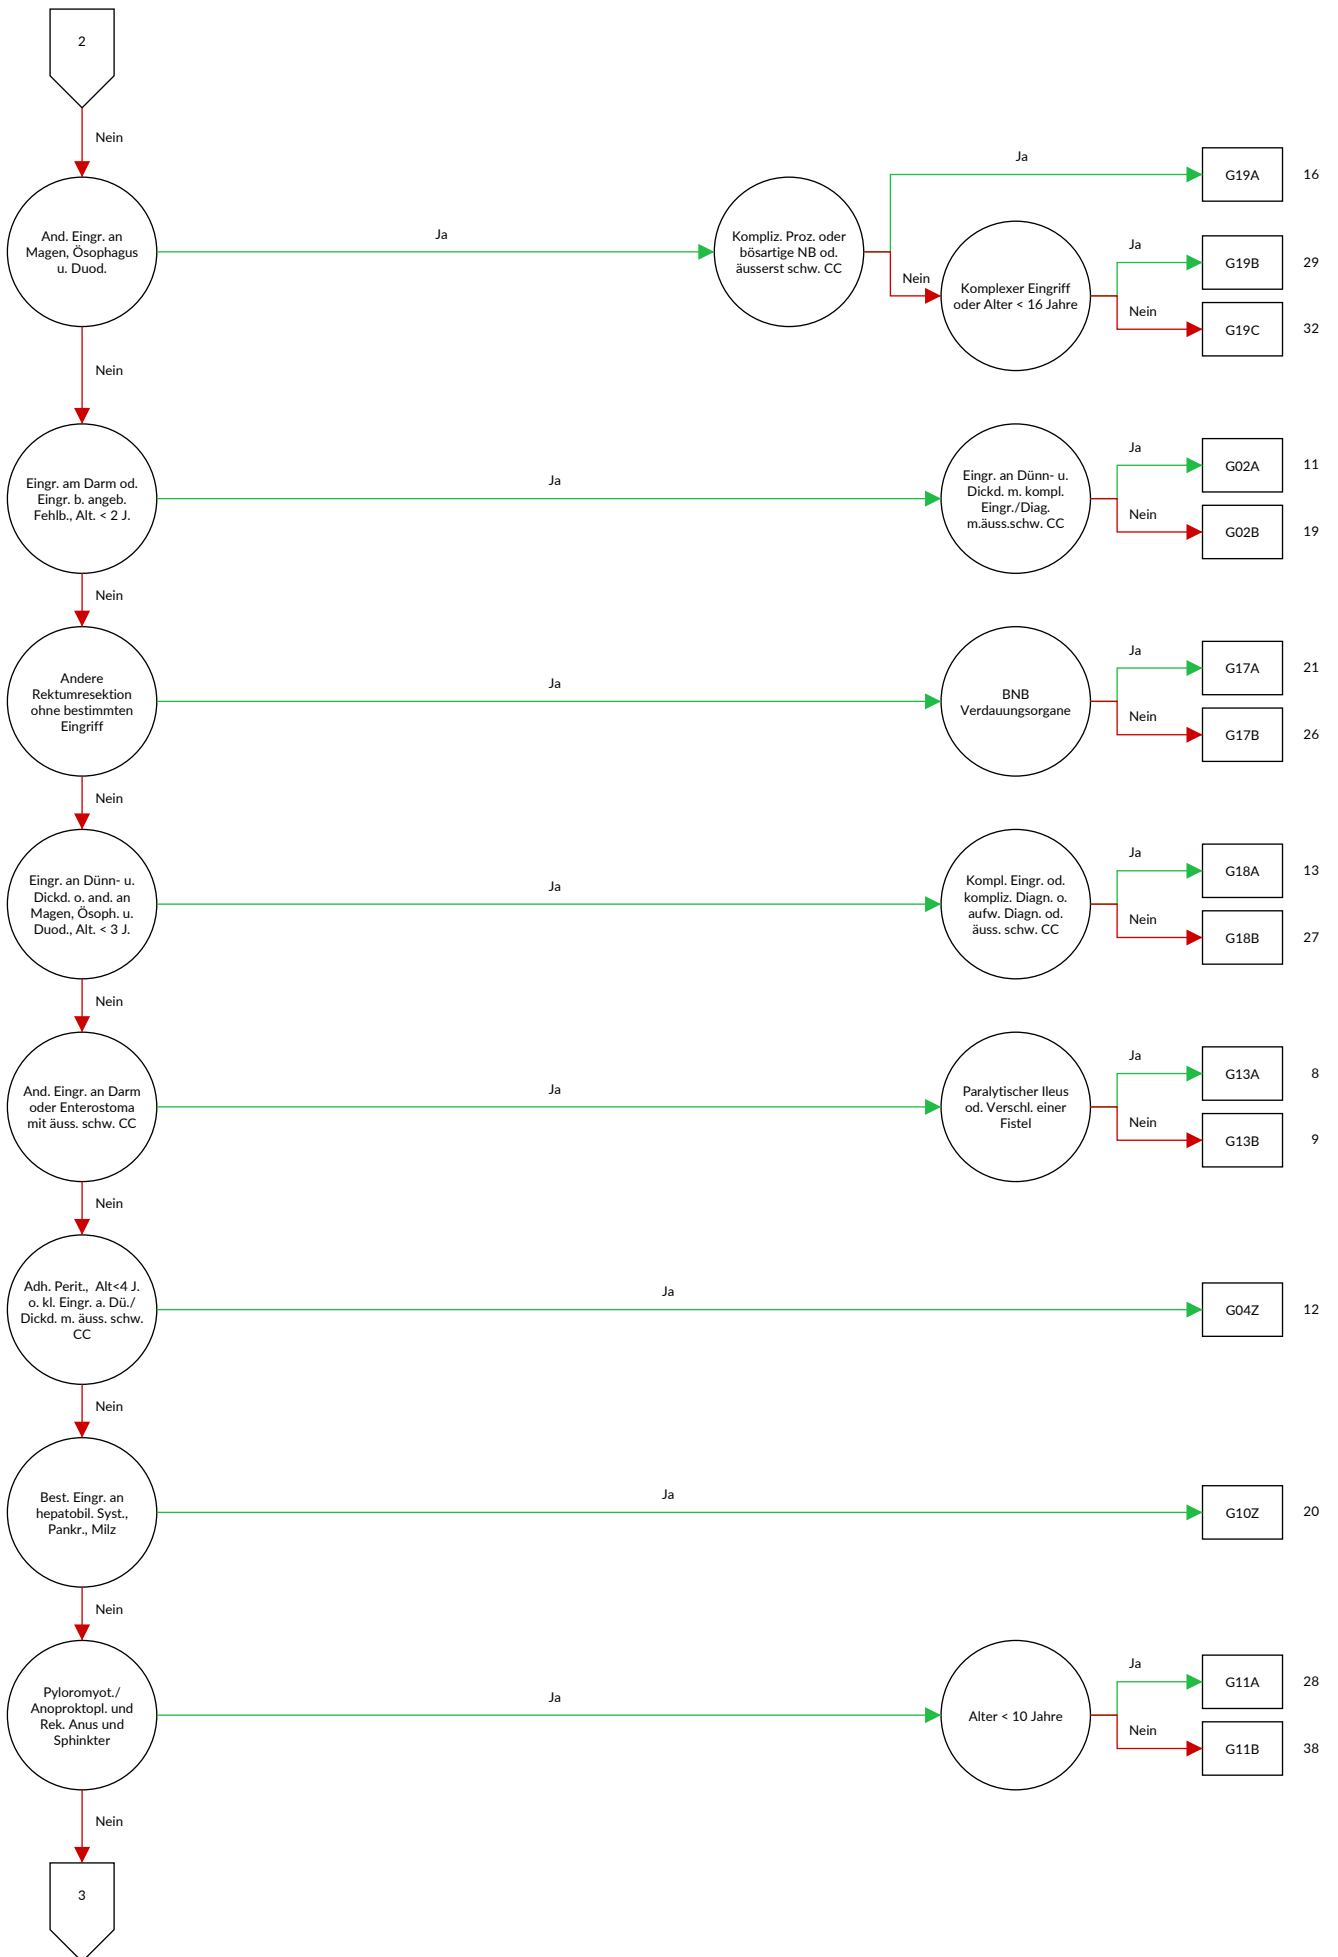 2
Nein
And. Eingr. an
Magen, Ösophagus
u. Duod.
Ja
Kompliz. Proz. oder
bösartige NB od.
äusserst schw. CC
Ja
G19A
16
Nein
Komplexer Eingriff
oder Alter < 16 Jahre
Ja
G19B
29
Nein
G19C
32
Nein
Eingr. am Darm od.
Eingr. b. angeb.
Fehlb., Alt. < 2 J.
Ja
Eingr. an Dünn- u.
Dickd. m. kompl.
Eingr./Diag.
m.äuss.schw. CC
Ja
G02A
11
Nein
G02B
19
Nein
Andere
Rektumresektion
ohne bestimmten
Eingriff
Ja
BNB
Verdauungsorgane
Ja
G17A
21
Nein
G17B
26
Nein
Eingr. an Dünn- u.
Dickd. o. and. an
Magen, Ösoph. u.
Duod., Alt. < 3 J.
Ja
Kompl. Eingr. od.
kompliz. Diagn. o.
aufw. Diagn. od.
äuss. schw. CC
Ja
G18A
13
Nein
G18B
27
Nein
And. Eingr. an Darm
oder Enterostoma
mit äuss. schw. CC
Ja
Paralytischer Ileus
od. Verschl. einer
Fistel
Ja
G13A
8
Nein
G13B
9
Nein
Adh. Perit., Alt<4 J.
o. kl. Eingr. a. Dü./
Dickd. m. äuss. schw.
CC
Ja
G04Z
12
Nein
Best. Eingr. an
hepatobil. Syst.,
Pankr., Milz
Ja
G10Z
20
Nein
Pyloromyot./
Anoproktopl. und
Rek. Anus und
Sphinkter
Ja
Alter < 10 Jahre
Ja
G11A
28
Nein
G11B
38
Nein
3